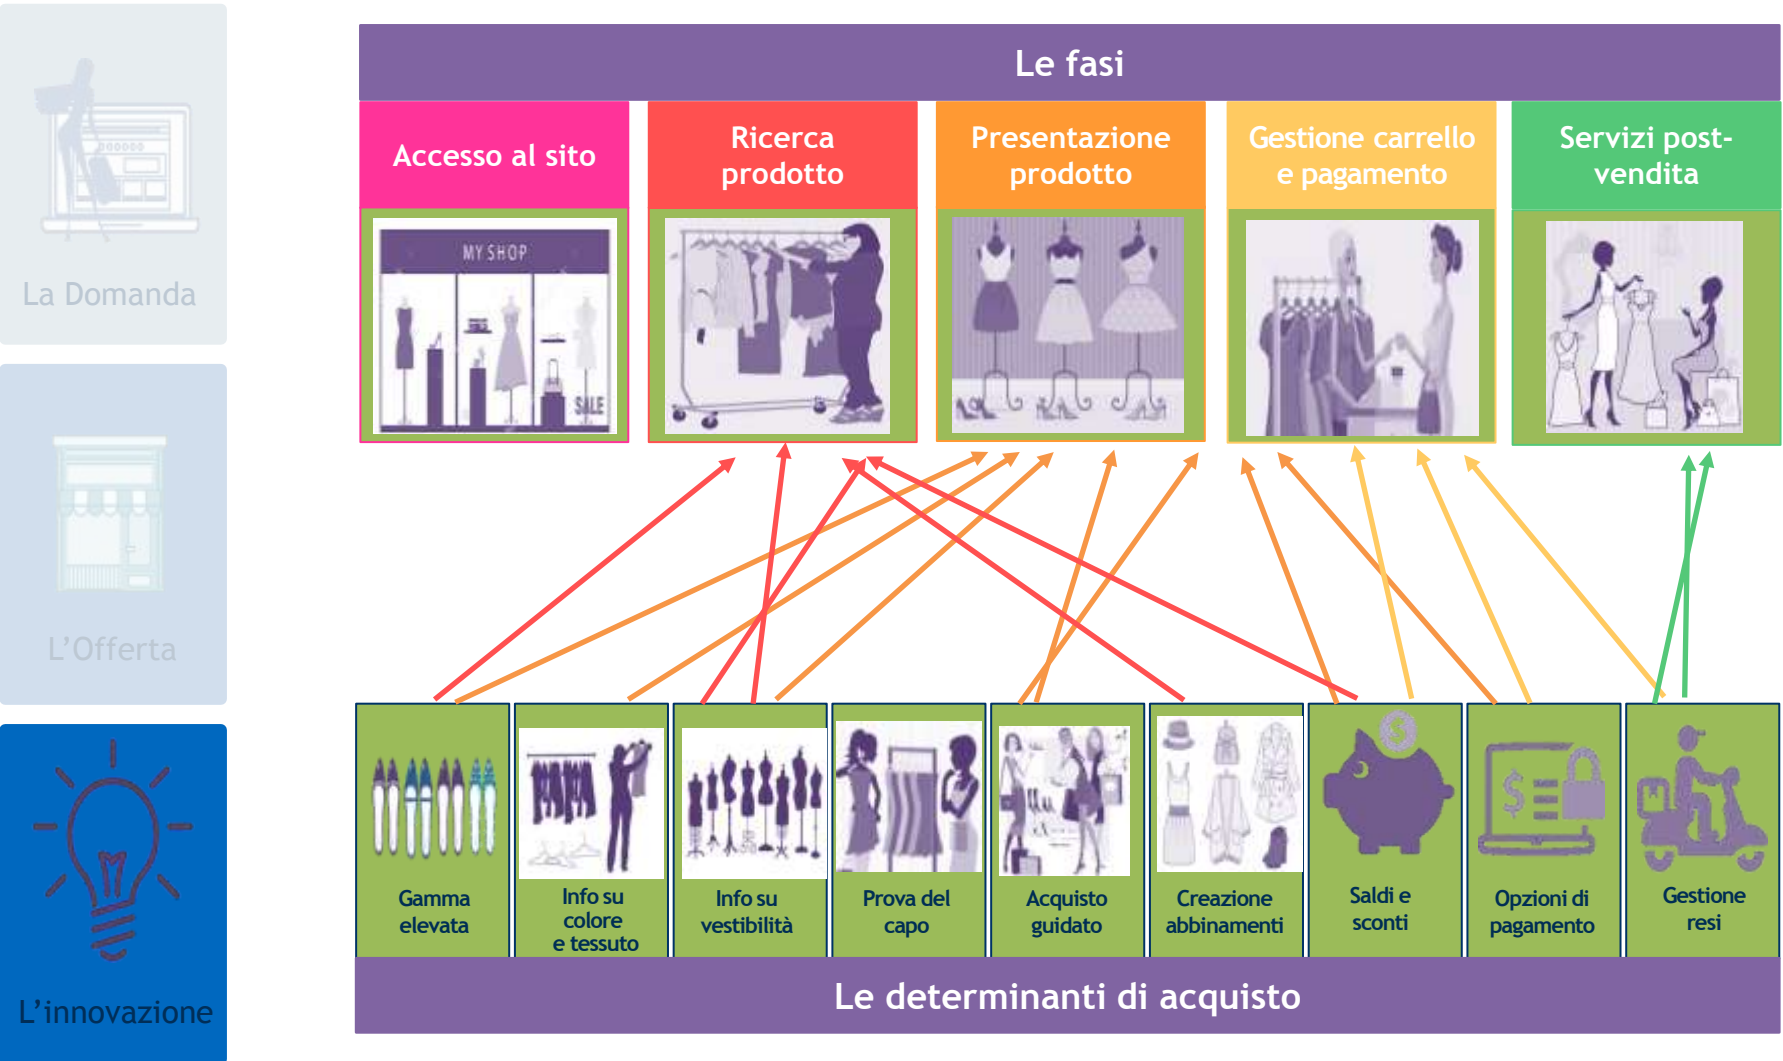 La Domanda
L'Offerta
L'innovazione
Le fasi
Accesso al sito
Ricerca
prodotto
Presentazione
prodotto
Gestione carrello
e pagamento
Servizi post-
vendita
MY SHOP
SALE
Gamma
elevata
Info su
colore
e tessuto
Info su
vestibilità
Prova del
capo
Acquisto
guidato
Creazione
abbinamenti
$
Saldi e
sconti
$
Opzioni di
pagamento
Gestione
resi
Le determinanti di acquisto